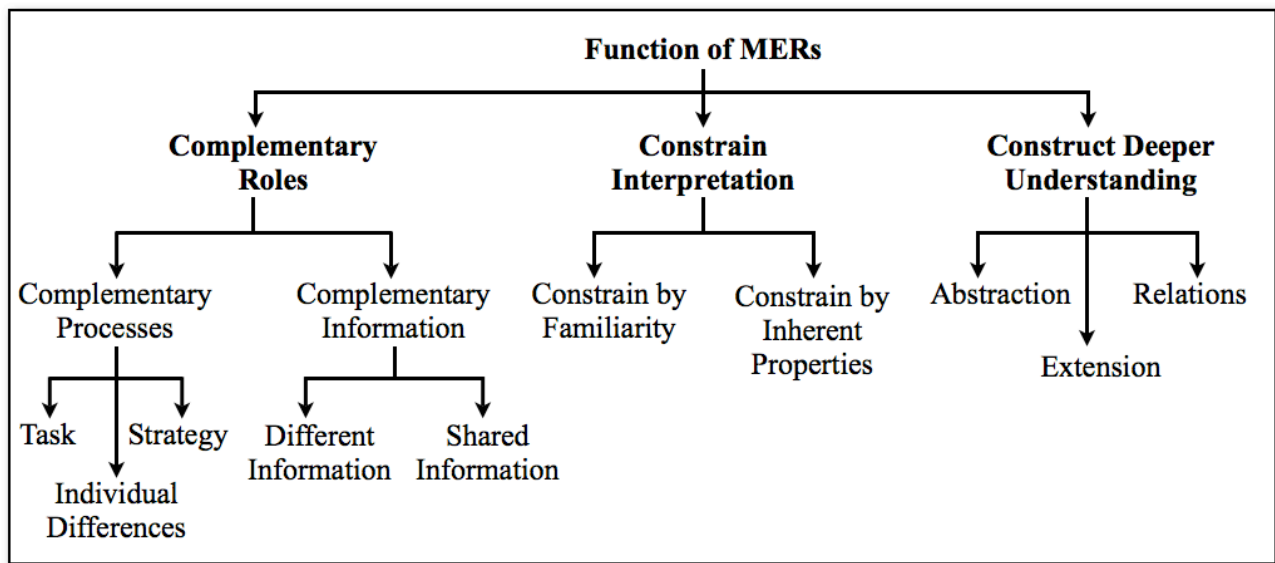 Function of MERs
Complementary
Roles
Constrain
Interpretation
Construct Deeper
Understanding
Complementary
Processes
Complementary
Information
Constrain by
Familiarity
Constrain by
Inherent
Properties
Abstraction
Relations
Extension
Task
Strategy
Individual
Differences
Different
Information
Shared
Information